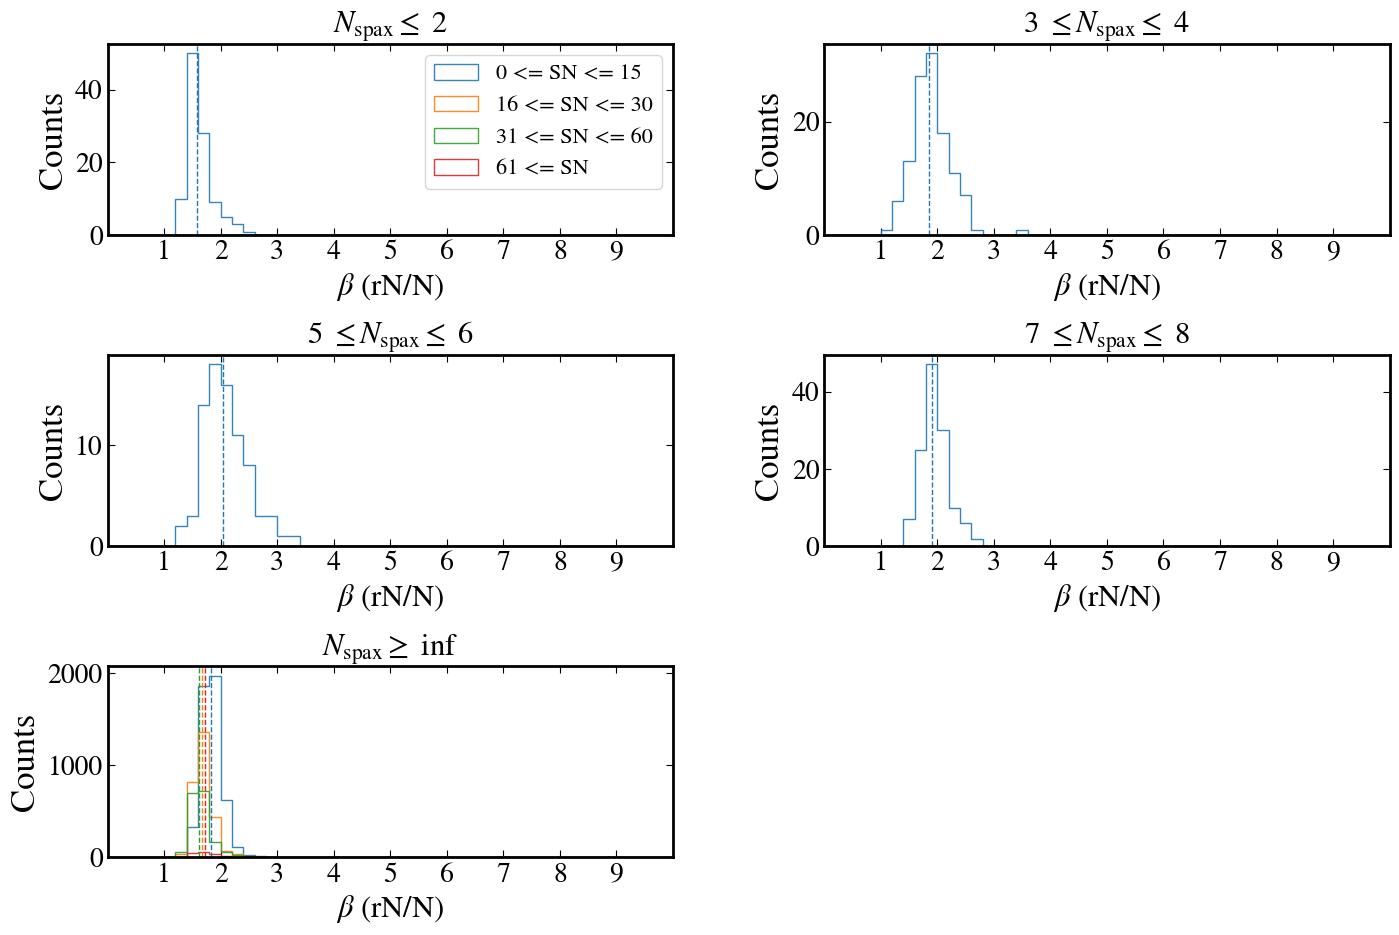 N_spax ≤ 2
Counts
40
20
0
0 <= SN <= 15
16 <= SN <= 30
31 <= SN <= 60
61 <= SN
1 2 3 4 5 6 7 8 9
β (rN/N)
3 ≤ N_spax ≤ 4
Counts
20
0
1 2 3 4 5 6 7 8 9
β (rN/N)
5 ≤ N_spax ≤ 6
Counts
10
0
1 2 3 4 5 6 7 8 9
β (rN/N)
7 ≤ N_spax ≤ 8
Counts
40
20
0
1 2 3 4 5 6 7 8 9
β (rN/N)
N_spax ≥ inf
Counts
2000
1000
0
1 2 3 4 5 6 7 8 9
β (rN/N)